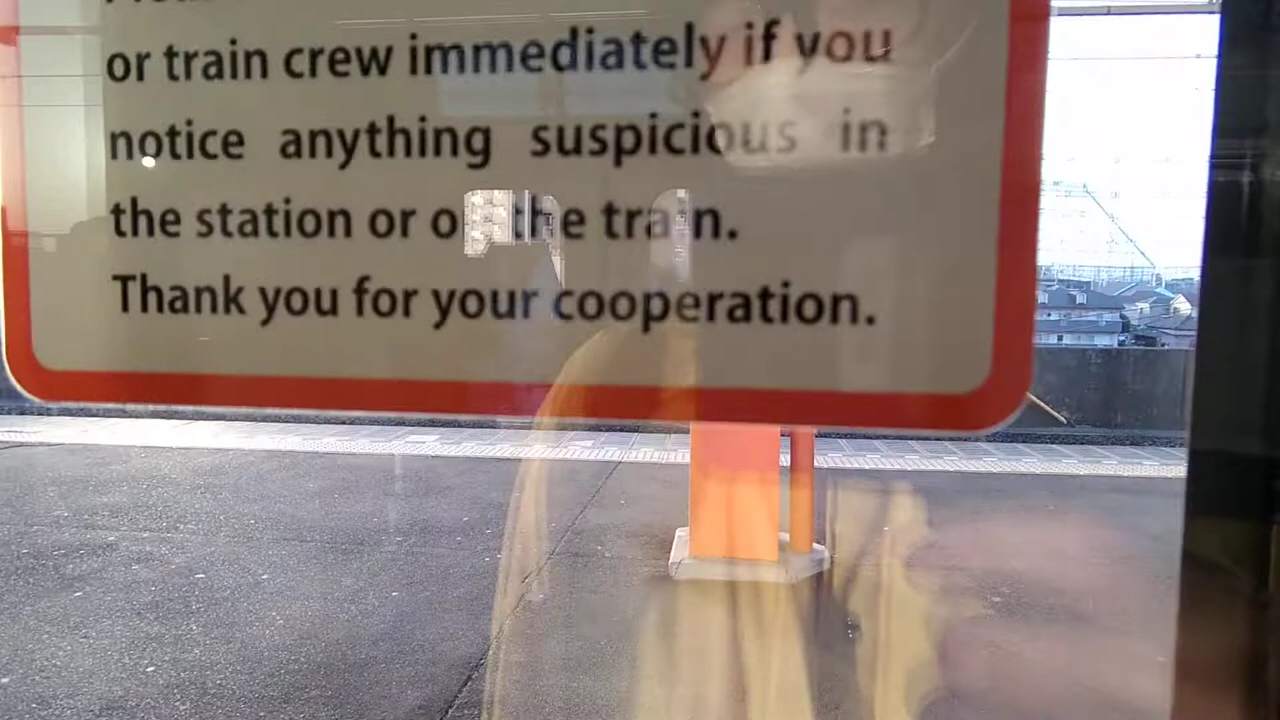 or train crew immediately if you
notice anything suspicious in
the station or on the train.
Thank you for your cooperation.